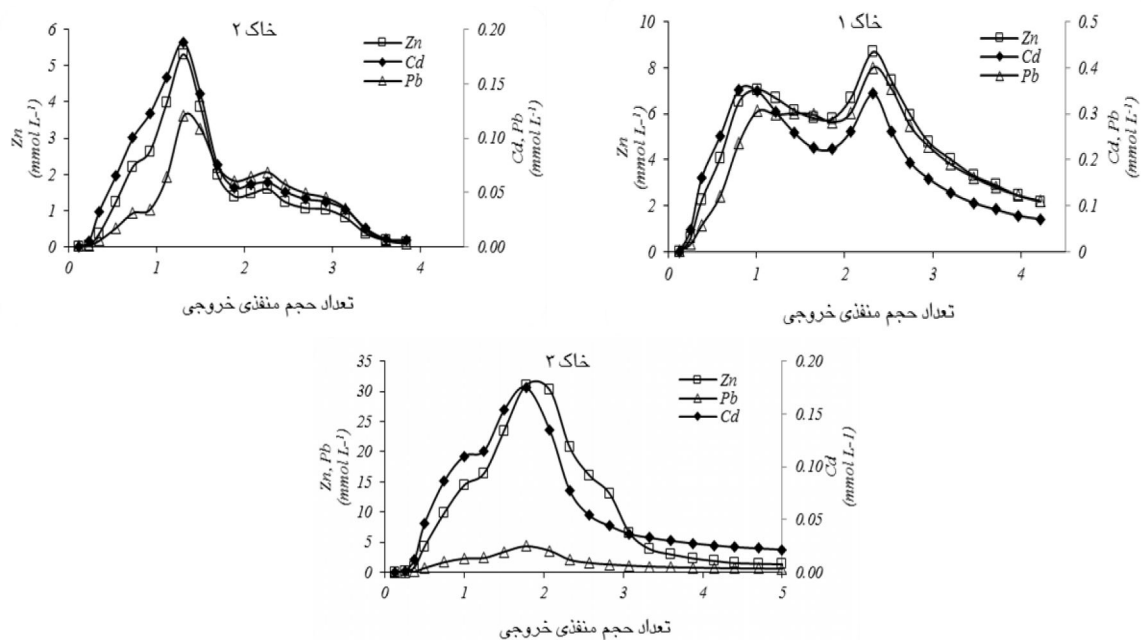 خاک ۲
Zn
Cd
Pb
Zn
(mmol L-¹)
Cd, Pb
(mmol L-¹)
6
5
4
3
2
1
0
0.20
0.15
0.10
0.05
0.00
0 1 2 3 4
تعداد حجم منفذی خروجی
خاک ۱
Zn
Cd
Pb
Zn
(mmol L-¹)
Cd, Pb
(mmol L-¹)
10
8
6
4
2
0
0.5
0.4
0.3
0.2
0.1
0
0 1 2 3 4
تعداد حجم منفذی خروجی
خاک ۳
Zn
Pb
Cd
Zn, Pb
(mmol L-¹)
Cd
(mmol L-1)
35
30
25
20
15
10
5
0
0.20
0.15
0.10
0.05
0.00
0 1 2 3 4 5
تعداد حجم منفذی خروجی